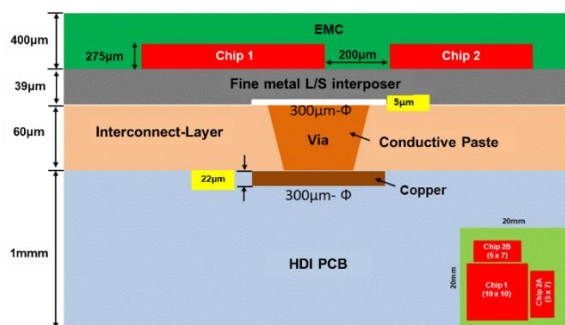 EMC
400µm
275µm
Chip 1
200µm
Chip 2
39µm
Fine metal L/S interposer
300µm-Φ
5µm
60µm
Interconnect-Layer
Via
Conductive Paste
22µm
Copper
300µm- Φ
1mmm
HDI PCB
20mm
20mm
Chip 2B
(5 x 7)
Chip 1
(10 x 10)
Chip 2A
(5 x 7)